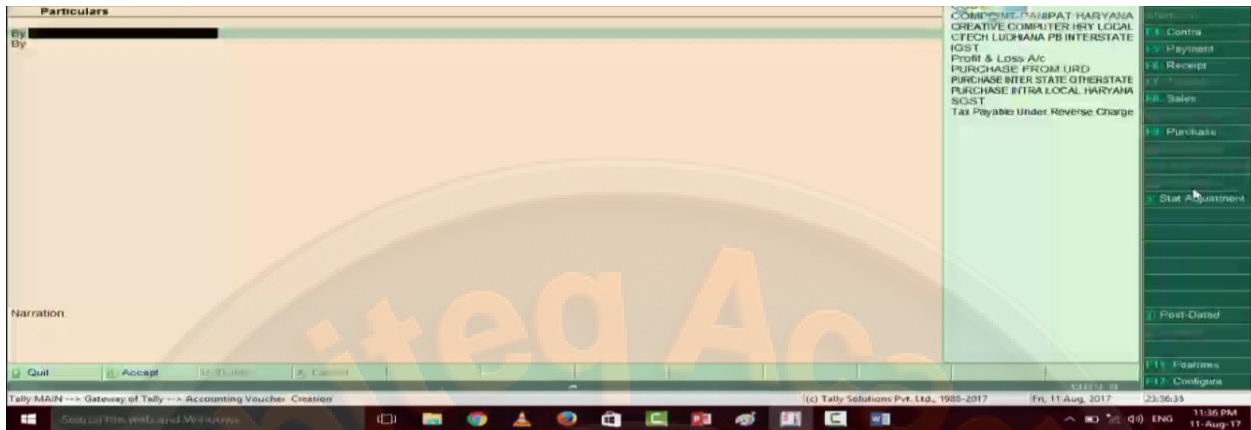 Particulars
By
By
COMPOINT PANIPAT HARYANA
CREATIVE COMPUTER HRY LOCAL
CTECH LUDHIANA PB INTERSTATE
IGST
Profit & Loss A/c
PURCHASE FROM URD
PURCHASE INTER STATE OTHERSTATE
PURCHASE INTRA LOCAL HARYANA
SGST
Tax Payable Under Reverse Charge
F4: Contra
F5: Payment
F6: Receipt
F8: Sales
F9: Purchase
Stat Adjustment
Post-Dated
F11: Features
F12: Configure
Narration:
Q: Quit
A: Accept
Tally MAIN --> Gateway of Tally --> Accounting Voucher Creation
(c) Tally Solutions Pvt. Ltd., 1988-2017
Fri, 11 Aug, 2017
23:36:35
iteq Ac
ENG
11:36 PM
11-Aug-17